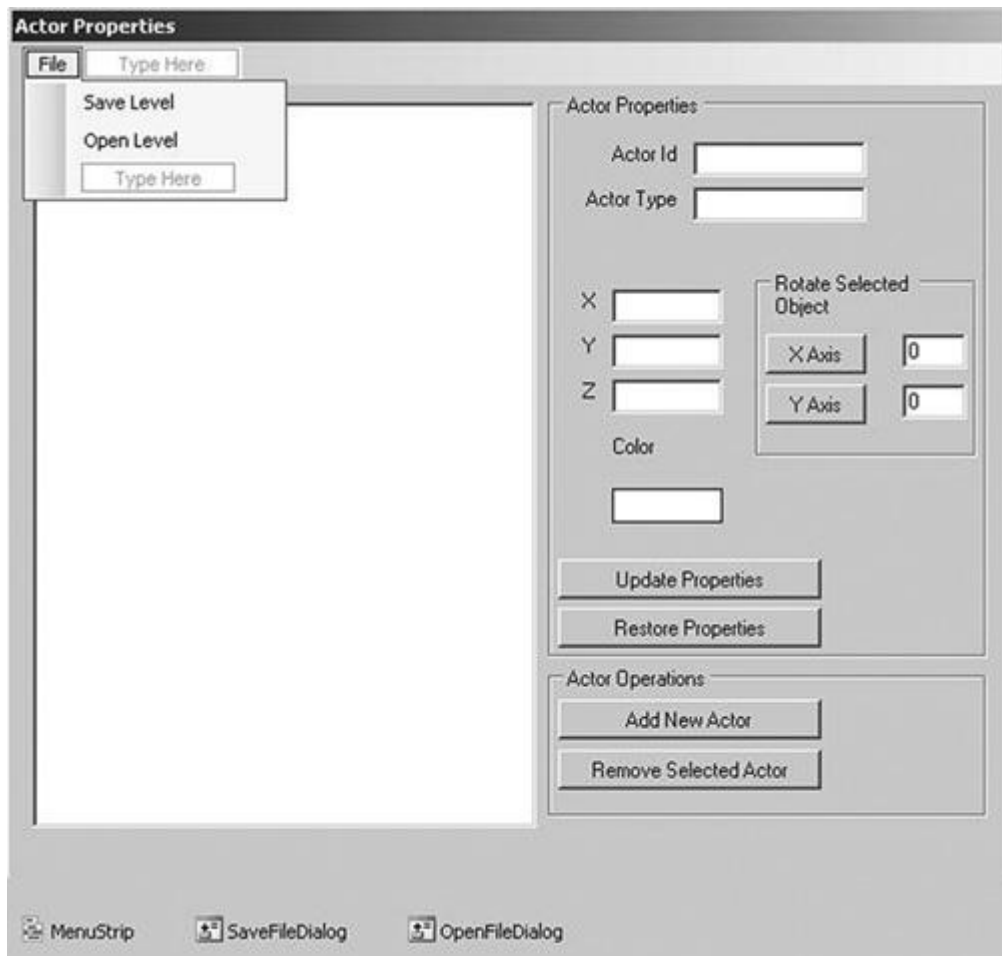 Actor Properties
File
Type Here
Save Level
Open Level
Type Here
Actor Properties
Actor Id
Actor Type
X
Y
Z
Rotate Selected
Object
X Axis
0
Y Axis
0
Color
Update Properties
Restore Properties
Actor Operations
Add New Actor
Remove Selected Actor
MenuStrip
SaveFileDialog
OpenFileDialog